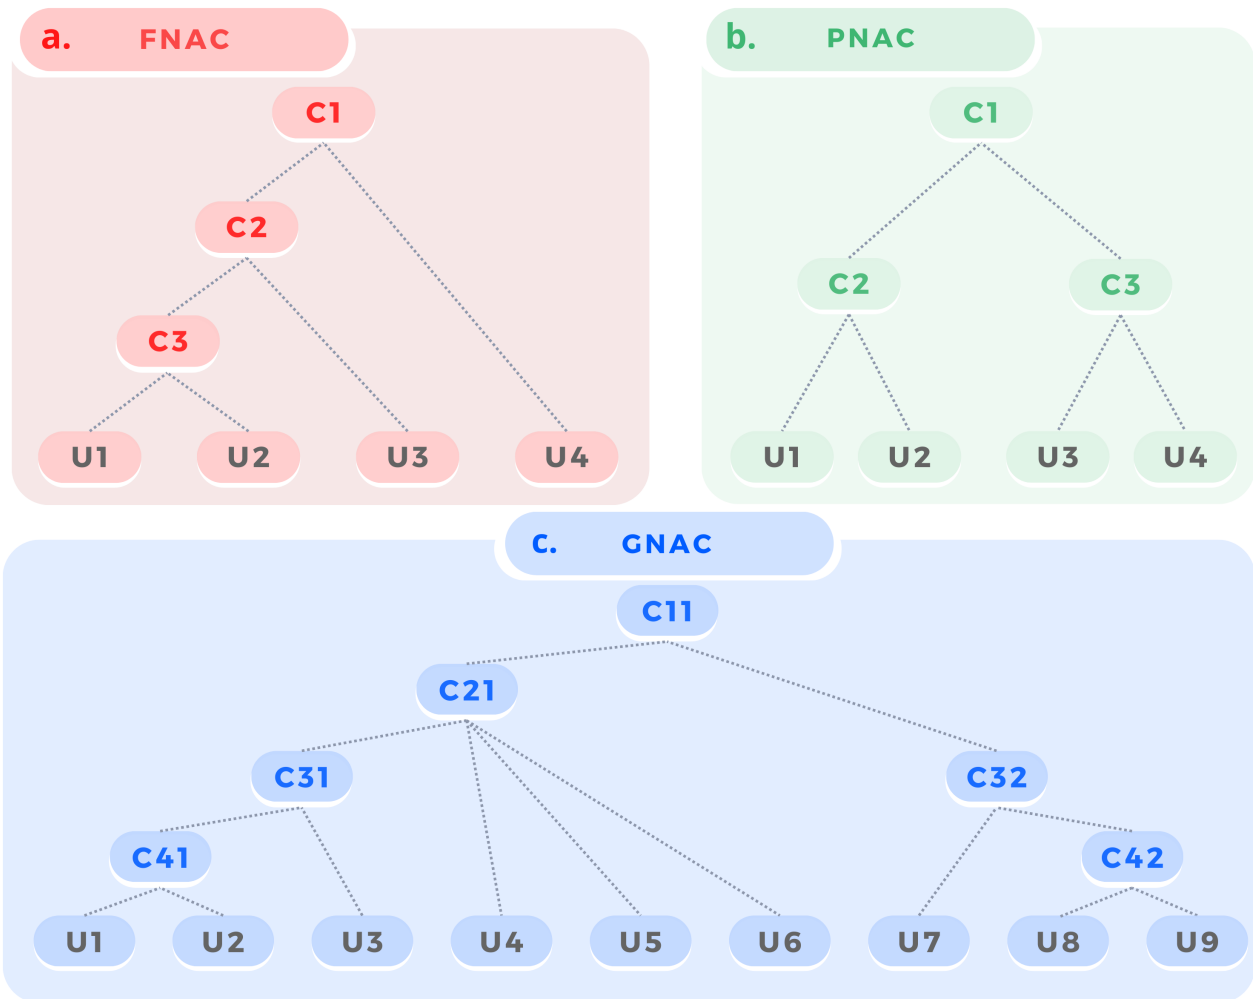 a. FNAC
C1
C2
C3
U1 U2 U3 U4
b. PNAC
C1
C2 C3
U1 U2 U3 U4
c. GNAC
C11
C21
C31 C32
C41 C42
U1 U2 U3 U4 U5 U6 U7 U8 U9